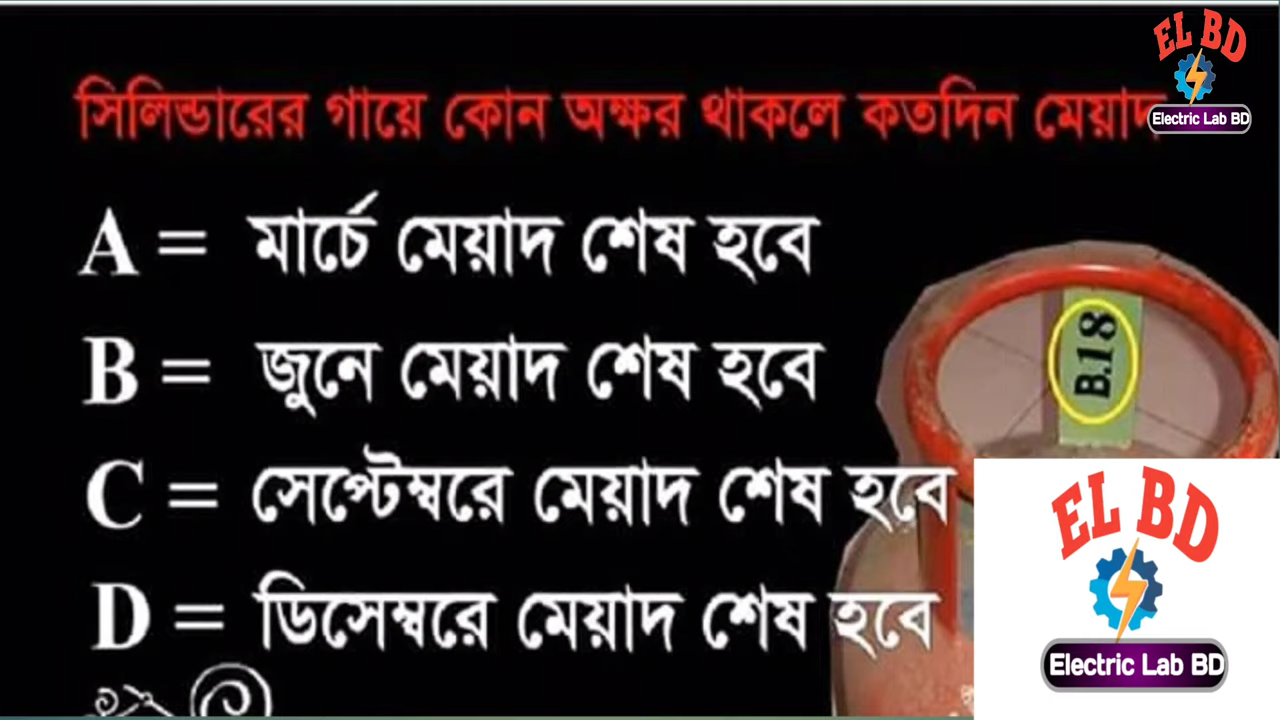 EL BD
Electric Lab BD
সিলিন্ডারের গায়ে কোন অক্ষর থাকলে কতদিন মেয়াদ
A = মার্চে মেয়াদ শেষ হবে
B = জুনে মেয়াদ শেষ হবে
B.18
C = সেপ্টেম্বরে মেয়াদ শেষ হবে
D = ডিসেম্বরে মেয়াদ শেষ হবে
EL BD
Electric Lab BD